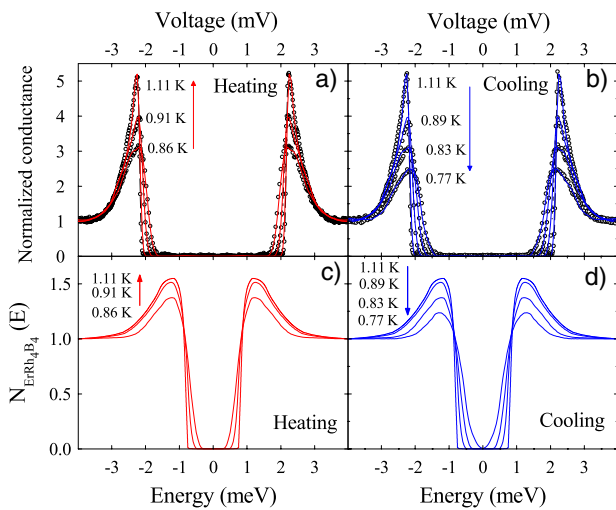 Voltage (mV) Voltage (mV)
-3 -2 -1 0 1 2 3 -3 -2 -1 0 1 2 3
a) b)
5
4
3
2
1
0
Normalized conductance
1.11 K
0.91 K
0.86 K
Heating
1.11 K
0.89 K
0.83 K
0.77 K
Cooling
c) d)
1.5
1.0
0.5
0.0
N_ErRh4B4 (E)
1.11 K
0.91 K
0.86 K
Heating
1.11 K
0.89 K
0.83 K
0.77 K
Cooling
-3 -2 -1 0 1 2 3 -3 -2 -1 0 1 2 3
Energy (meV) Energy (meV)